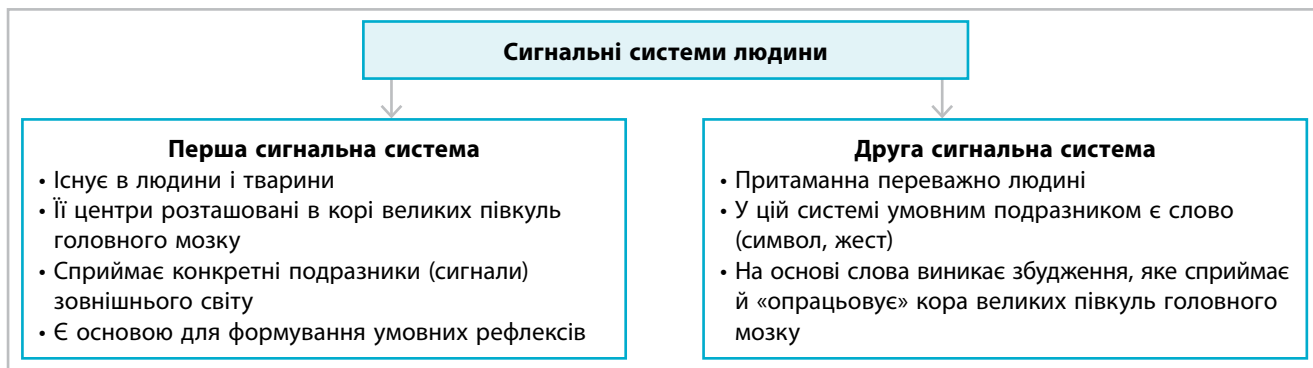 Сигнальні системи людини
Перша сигнальна система
• Існує в людини і тварини
• Її центри розташовані в корі великих півкуль
головного мозку
• Сприймає конкретні подразники (сигнали)
зовнішнього світу
• Є основою для формування умовних рефлексів
Друга сигнальна система
• Притаманна переважно людині
• У цій системі умовним подразником є слово
(символ, жест)
• На основі слова виникає збудження, яке сприймає
й «опрацьовує» кора великих півкуль головного
мозку